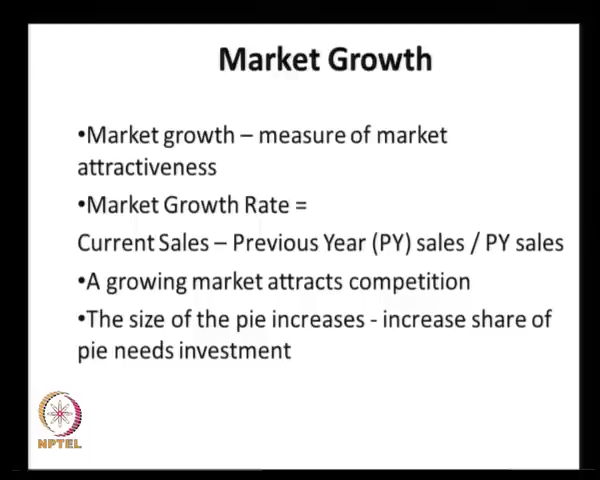 Market Growth
•Market growth – measure of market
attractiveness
•Market Growth Rate =
Current Sales – Previous Year (PY) sales / PY sales
•A growing market attracts competition
•The size of the pie increases - increase share of
pie needs investment
NPTEL